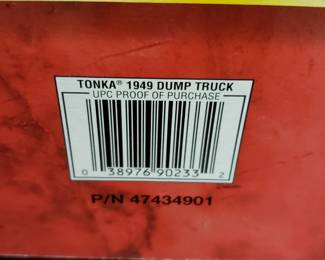 TONKA® 1949 DUMP TRUCK
UPC PROOF OF PURCHASE
0 38976 90233 2
P/N 47434901